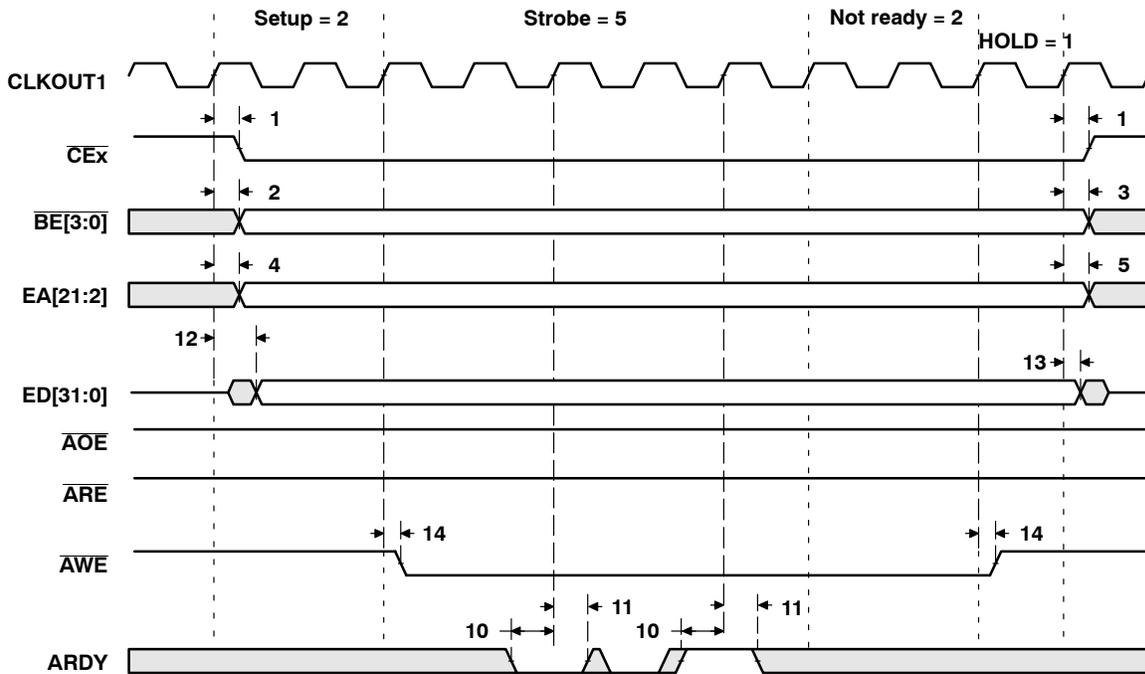 Setup = 2 Strobe = 5 Not ready = 2
HOLD = 1
CLKOUT1
1 1
CEx
2 3
BE[3:0]
4 5
EA[21:2]
12
13
ED[31:0]
AOE
ARE
14 14
AWE
11 11
10 10
ARDY